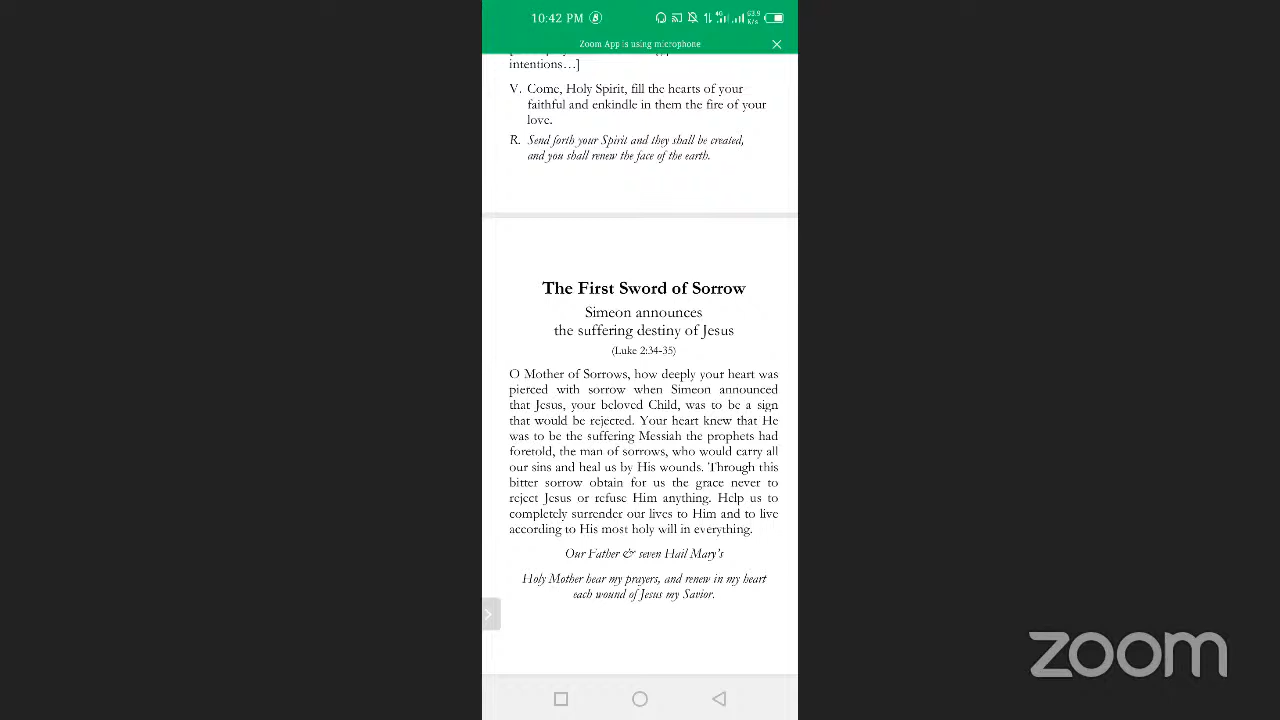 10:42 PM
4G
63.9
K/s
Zoom App is using microphone
intentions…]
V. Come, Holy Spirit, fill the hearts of your
faithful and enkindle in them the fire of your
love.
R. Send forth your Spirit and they shall be created,
and you shall renew the face of the earth.
The First Sword of Sorrow
Simeon announces
the suffering destiny of Jesus
(Luke 2:34-35)
O Mother of Sorrows, how deeply your heart was
pierced with sorrow when Simeon announced
that Jesus, your beloved Child, was to be a sign
that would be rejected. Your heart knew that He
was to be the suffering Messiah the prophets had
foretold, the man of sorrows, who would carry all
our sins and heal us by His wounds. Through this
bitter sorrow obtain for us the grace never to
reject Jesus or refuse Him anything. Help us to
completely surrender our lives to Him and to live
according to His most holy will in everything.
Our Father & seven Hail Mary's
Holy Mother hear my prayers, and renew in my heart
each wound of Jesus my Savior.
zoom